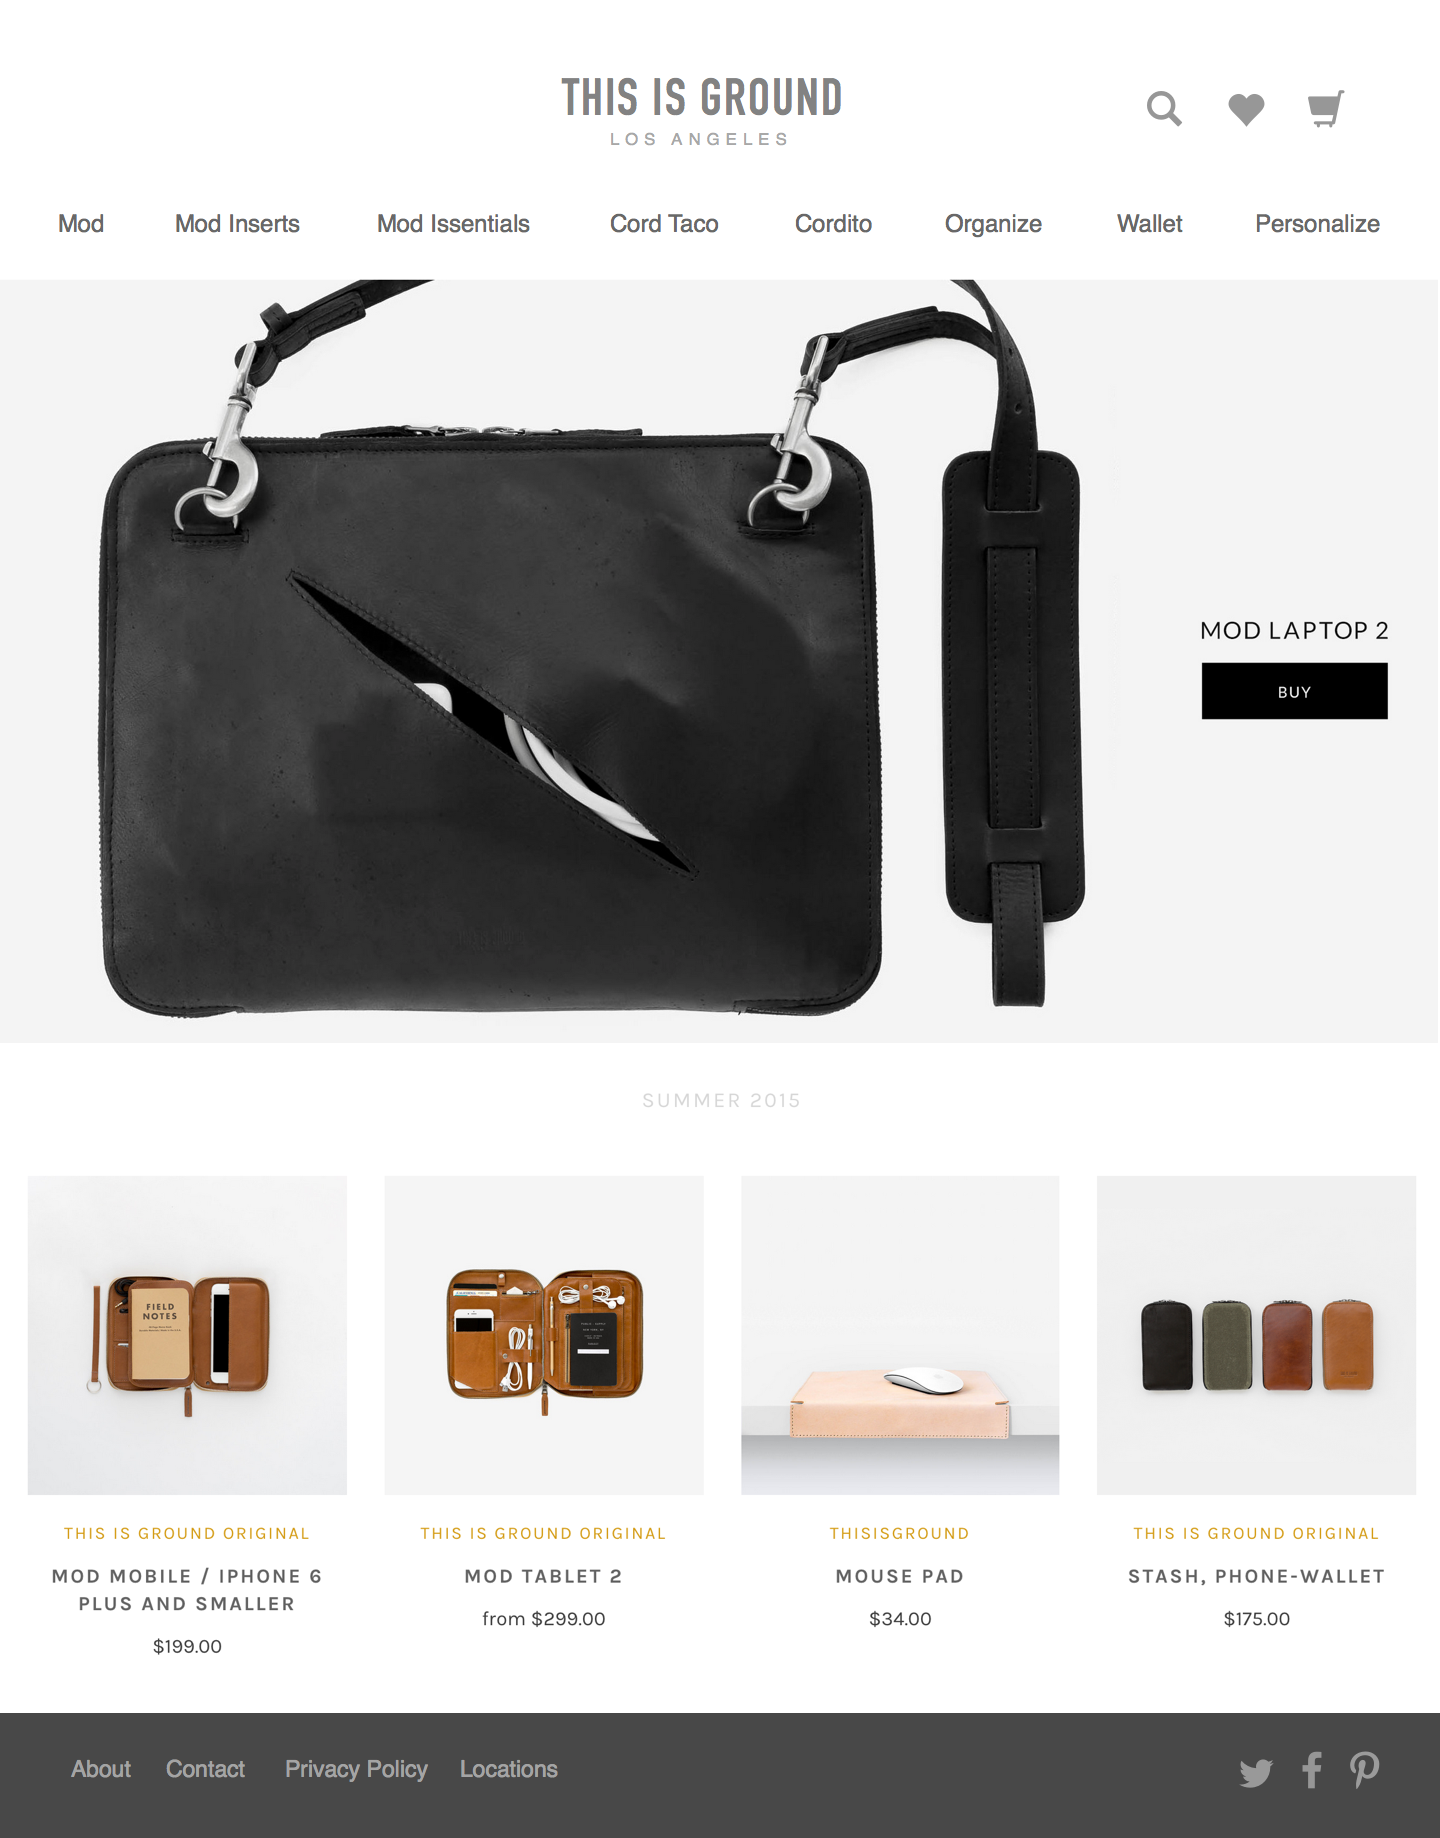 THIS IS GROUND
LOS ANGELES
Mod Mod Inserts Mod Issentials Cord Taco Cordito Organize Wallet Personalize
MOD LAPTOP 2
BUY
SUMMER 2015
FIELD
NOTES
THIS IS GROUND ORIGINAL
MOD MOBILE / IPHONE 6
PLUS AND SMALLER
$199.00
THIS IS GROUND ORIGINAL
MOD TABLET 2
from $299.00
THISISGROUND
MOUSE PAD
$34.00
THIS IS GROUND ORIGINAL
STASH, PHONE-WALLET
$175.00
About Contact Privacy Policy Locations